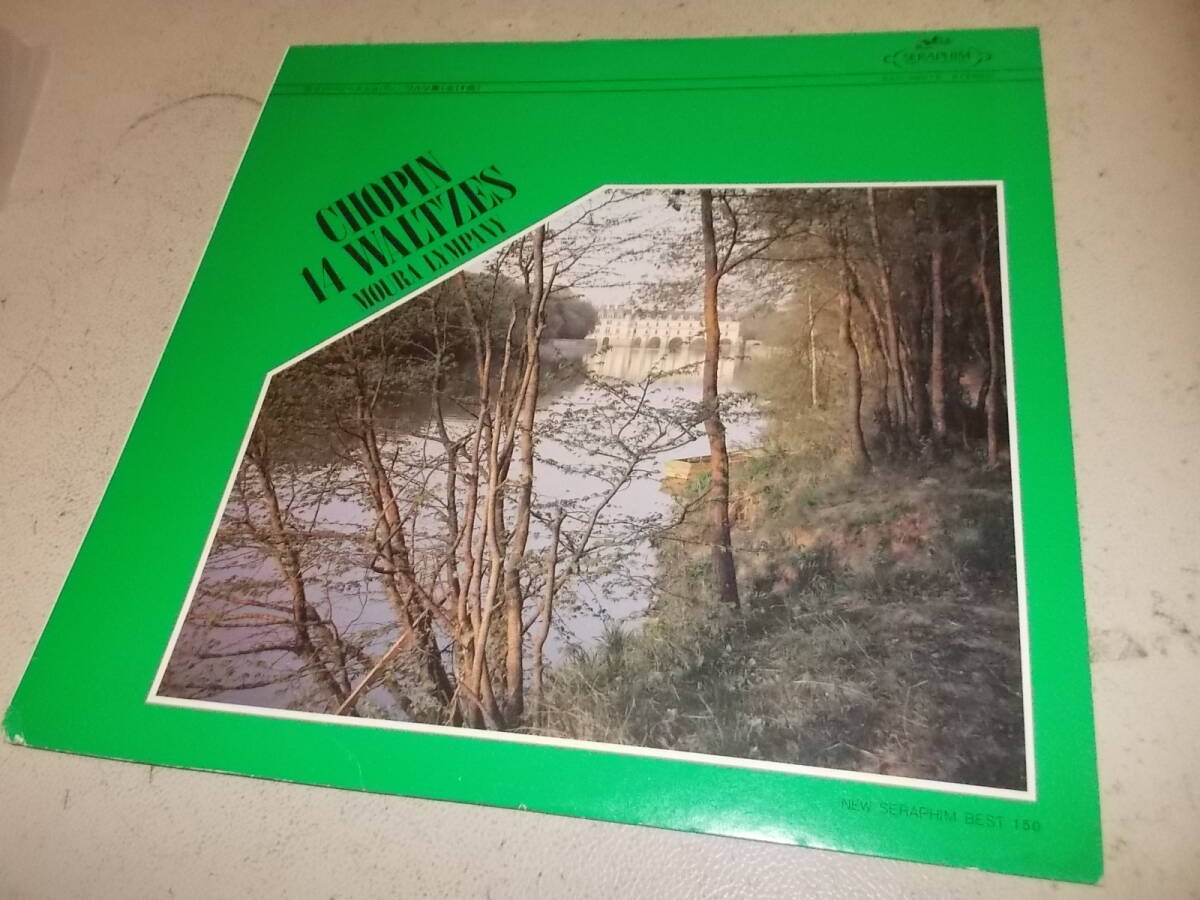 SERAPHIM
CHOPIN
14 WALTZES
MOURA LYMPANY
NEW SERAPHIM BEST 150